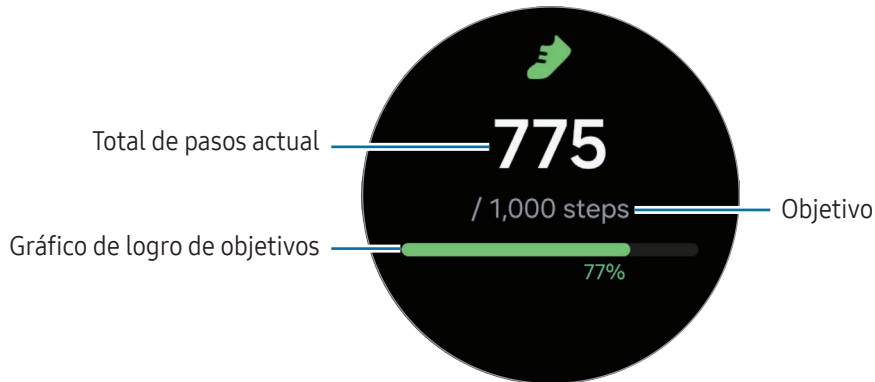 Total de pasos actual
775
/ 1,000 steps
Objetivo
Gráfico de logro de objetivos
77%